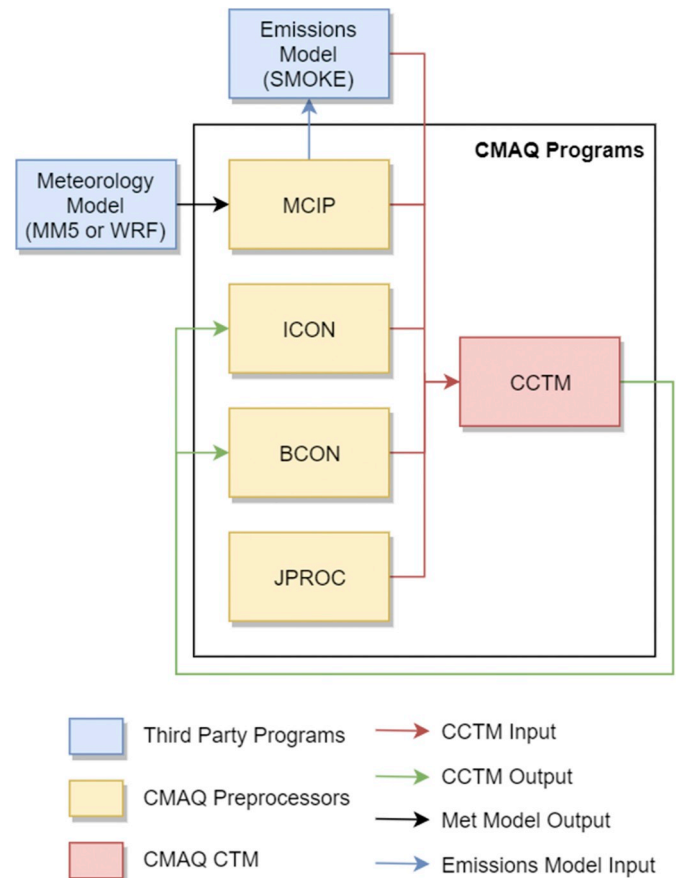 Emissions
Model
(SMOKE)
CMAQ Programs
Meteorology
Model
(MM5 or WRF)
MCIP
ICON
CCTM
BCON
JPROC
Third Party Programs
CMAQ Preprocessors
CMAQ CTM
CCTM Input
CCTM Output
Met Model Output
Emissions Model Input